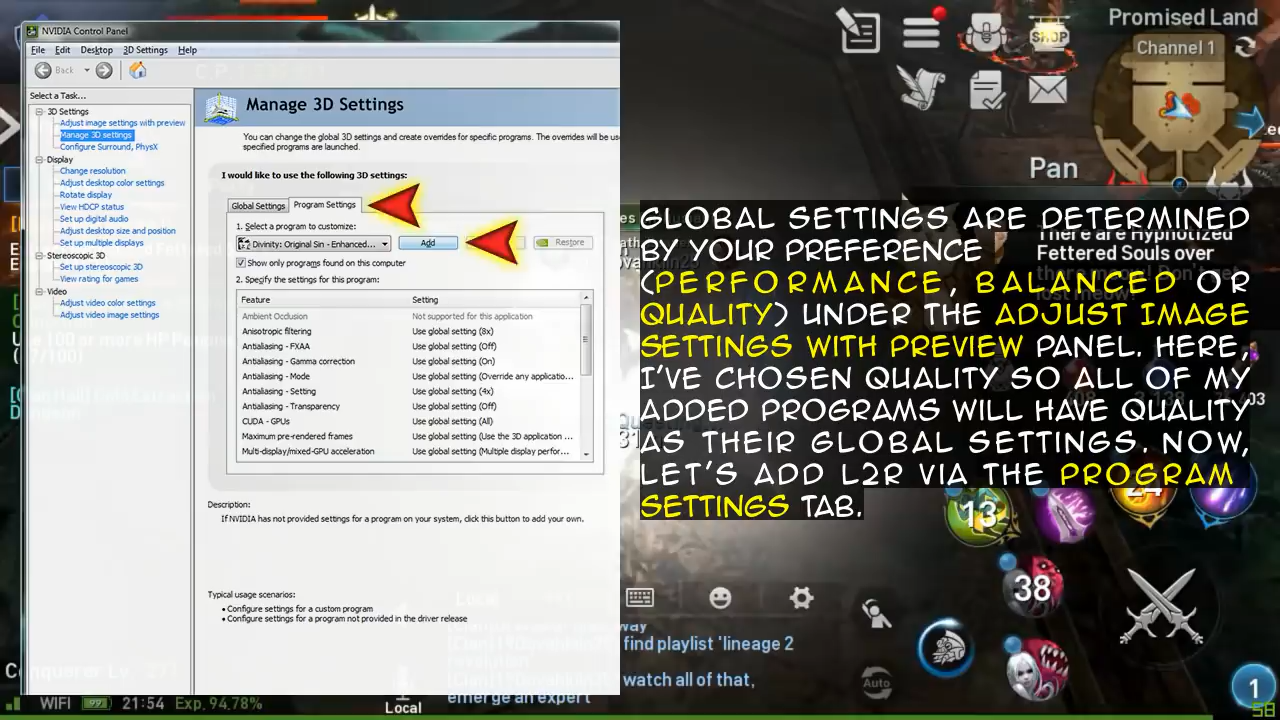 NVIDIA Control Panel
File Edit Desktop 3D Settings Help
Back
Select a Task...
3D Settings
Adjust image settings with preview
Manage 3D settings
Configure Surround, PhysX
Display
Change resolution
Adjust desktop color settings
Rotate display
View HDCP status
Set up digital audio
Adjust desktop size and position
Set up multiple displays
Stereoscopic 3D
Set up stereoscopic 3D
View rating for games
Video
Adjust video color settings
Adjust video image settings
Manage 3D Settings
You can change the global 3D settings and create overrides for specific programs. The overrides will be use
specified programs are launched.
I would like to use the following 3D settings:
Global Settings Program Settings
1. Select a program to customize:
Divinity: Original Sin - Enhanced... Add Restore
Show only programs found on this computer
2. Specify the settings for this program:
Feature Setting
Ambient Occlusion Not supported for this application
Anisotropic filtering Use global setting (8x)
Antialiasing - FXAA Use global setting (Off)
Antialiasing - Gamma correction Use global setting (On)
Antialiasing - Mode Use global setting (Override any applicatio...
Antialiasing - Setting Use global setting (4x)
Antialiasing - Transparency Use global setting (Off)
CUDA - GPUs Use global setting (All)
Maximum pre-rendered frames Use global setting (Use the 3D application ...
Multi-display/mixed-GPU acceleration Use global setting (Multiple display perfor...
Description:
If NVIDIA has not provided settings for a program on your system, click this button to add your own.
Typical usage scenarios:
• Configure settings for a custom program
• Configure settings for a program not provided in the driver release
Promised Land
Channel 1
SHOP
Pan
GLOBAL SETTINGS ARE DETERMINED
BY YOUR PREFERENCE
(PERFORMANCE, BALANCED OR
QUALITY) UNDER THE ADJUST IMAGE
SETTINGS WITH PREVIEW PANEL. HERE,
I'VE CHOSEN QUALITY SO ALL OF MY
ADDED PROGRAMS WILL HAVE QUALITY
AS THEIR GLOBAL SETTINGS. NOW,
LET'S ADD L2R VIA THE PROGRAM
SETTINGS TAB.
There are Hypnotized
Fettered Souls over
24
13
38
find playlist 'lineage 2
watch all of that,
emerge an expert
Auto
1
58
Local
WIFI 97 21:54 Exp. 94.78%